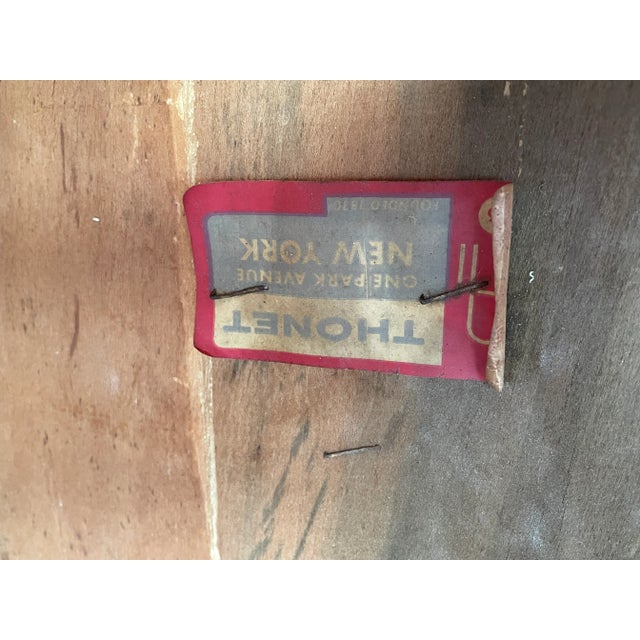 THONET
ONE PARK AVENUE
NEW YORK
FOUNDED 1830